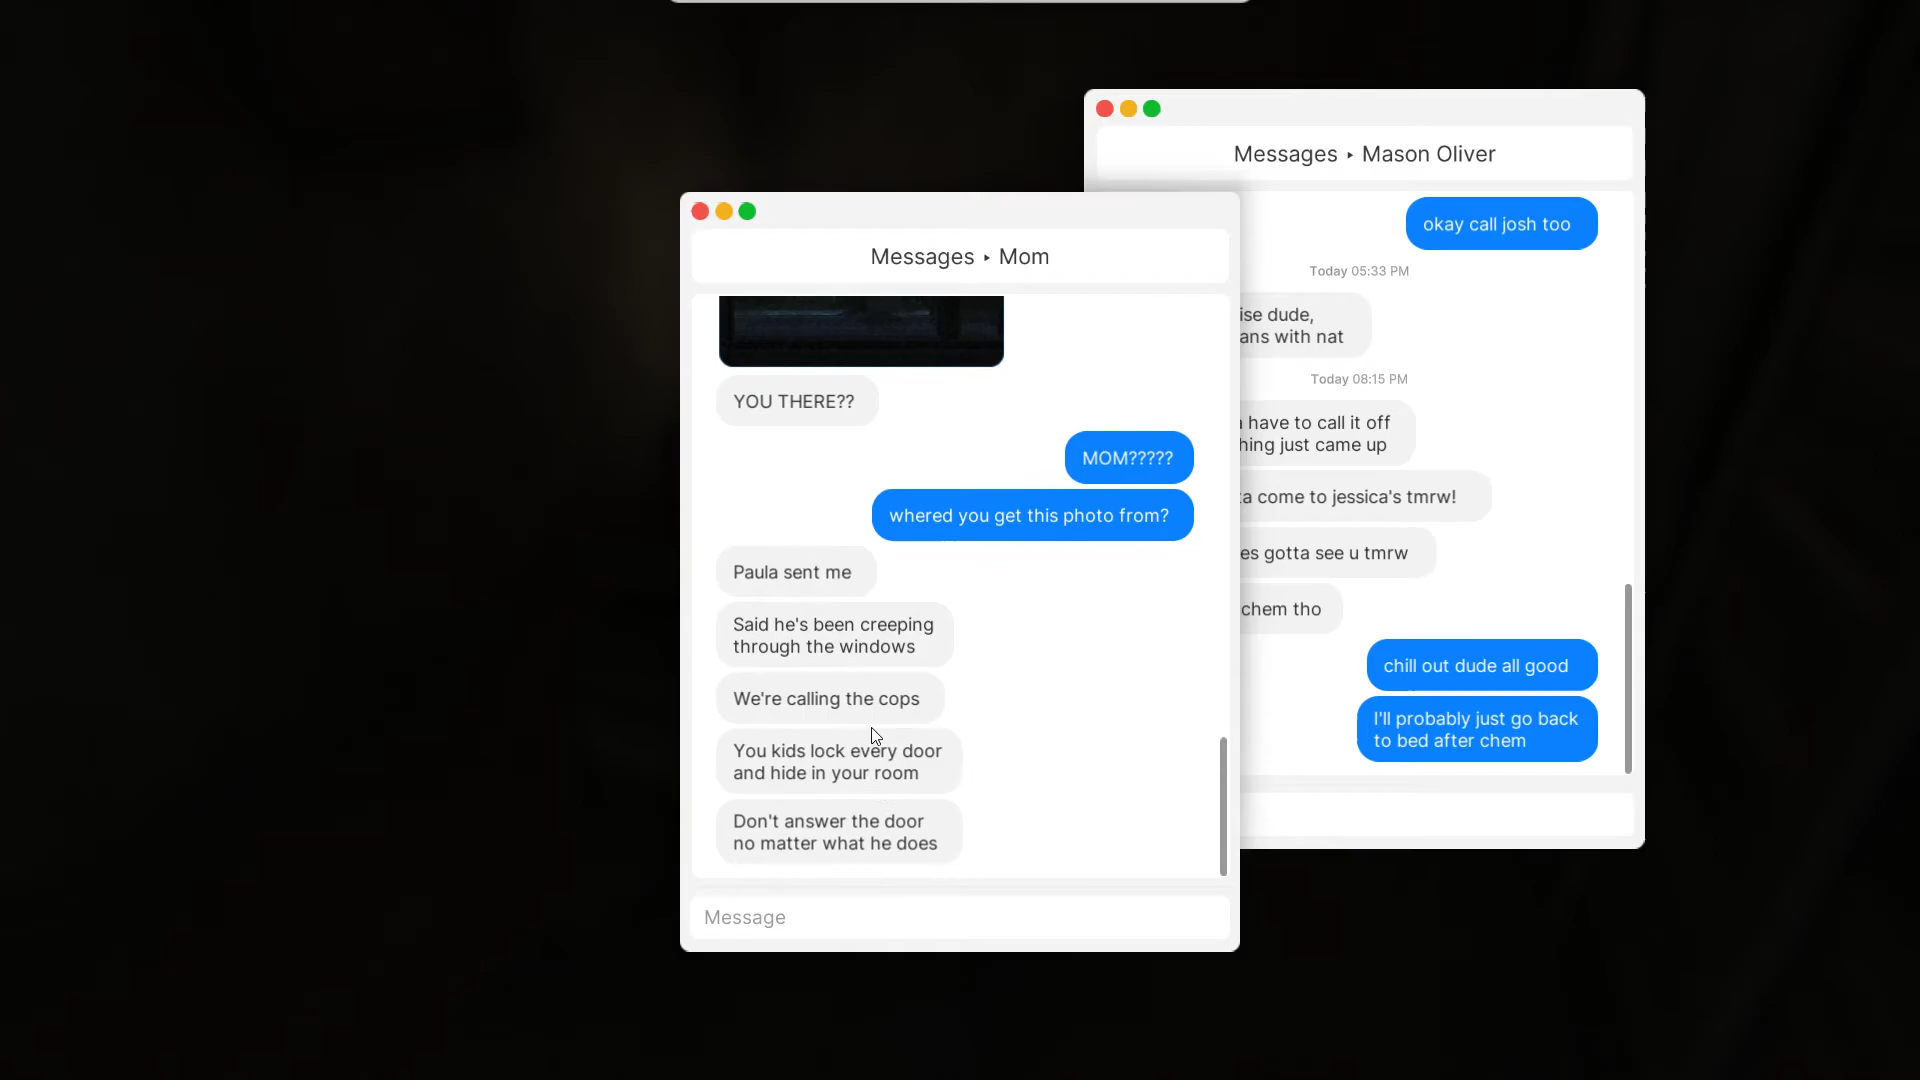 Messages ▸ Mason Oliver
okay call josh too
Today 05:33 PM
ise dude,
ans with nat
Today 08:15 PM
have to call it off
hing just came up
ta come to jessica's tmrw!
es gotta see u tmrw
chem tho
chill out dude all good
I'll probably just go back
to bed after chem
Messages ▸ Mom
YOU THERE??
MOM?????
whered you get this photo from?
Paula sent me
Said he's been creeping
through the windows
We're calling the cops
You kids lock every door
and hide in your room
Don't answer the door
no matter what he does
Message